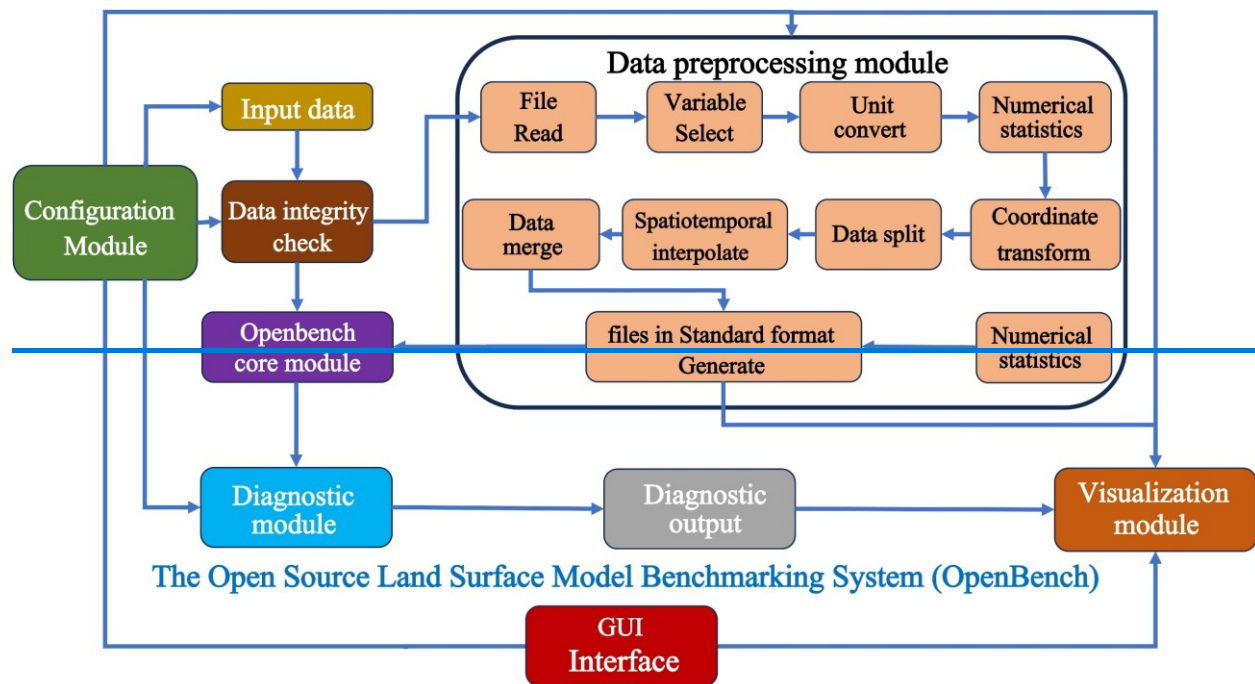 Data preprocessing module
Input data
File
Read
Variable
Select
Unit
convert
Numerical
statistics
Configuration
Module
Data integrity
check
Data
merge
Spatiotemporal
interpolate
Data split
Coordinate
transform
Openbench
core module
files in Standard format
Generate
Numerical
statistics
Diagnostic
module
Diagnostic
output
Visualization
module
The Open Source Land Surface Model Benchmarking System (OpenBench)
GUI
Interface